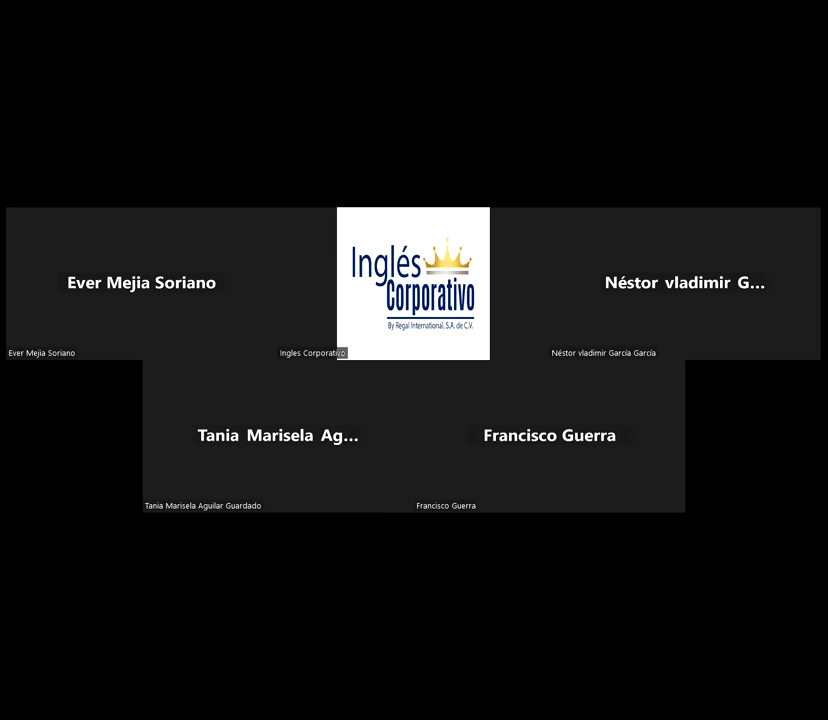 Ever Mejia Soriano
Inglés
Corporativo
By Regal International, S.A. de C.V.
Néstor vladimir G...
Ever Mejia Soriano
Ingles Corporativo
Néstor vladimir García García
Tania Marisela Ag...
Francisco Guerra
Tania Marisela Aguilar Guardado
Francisco Guerra